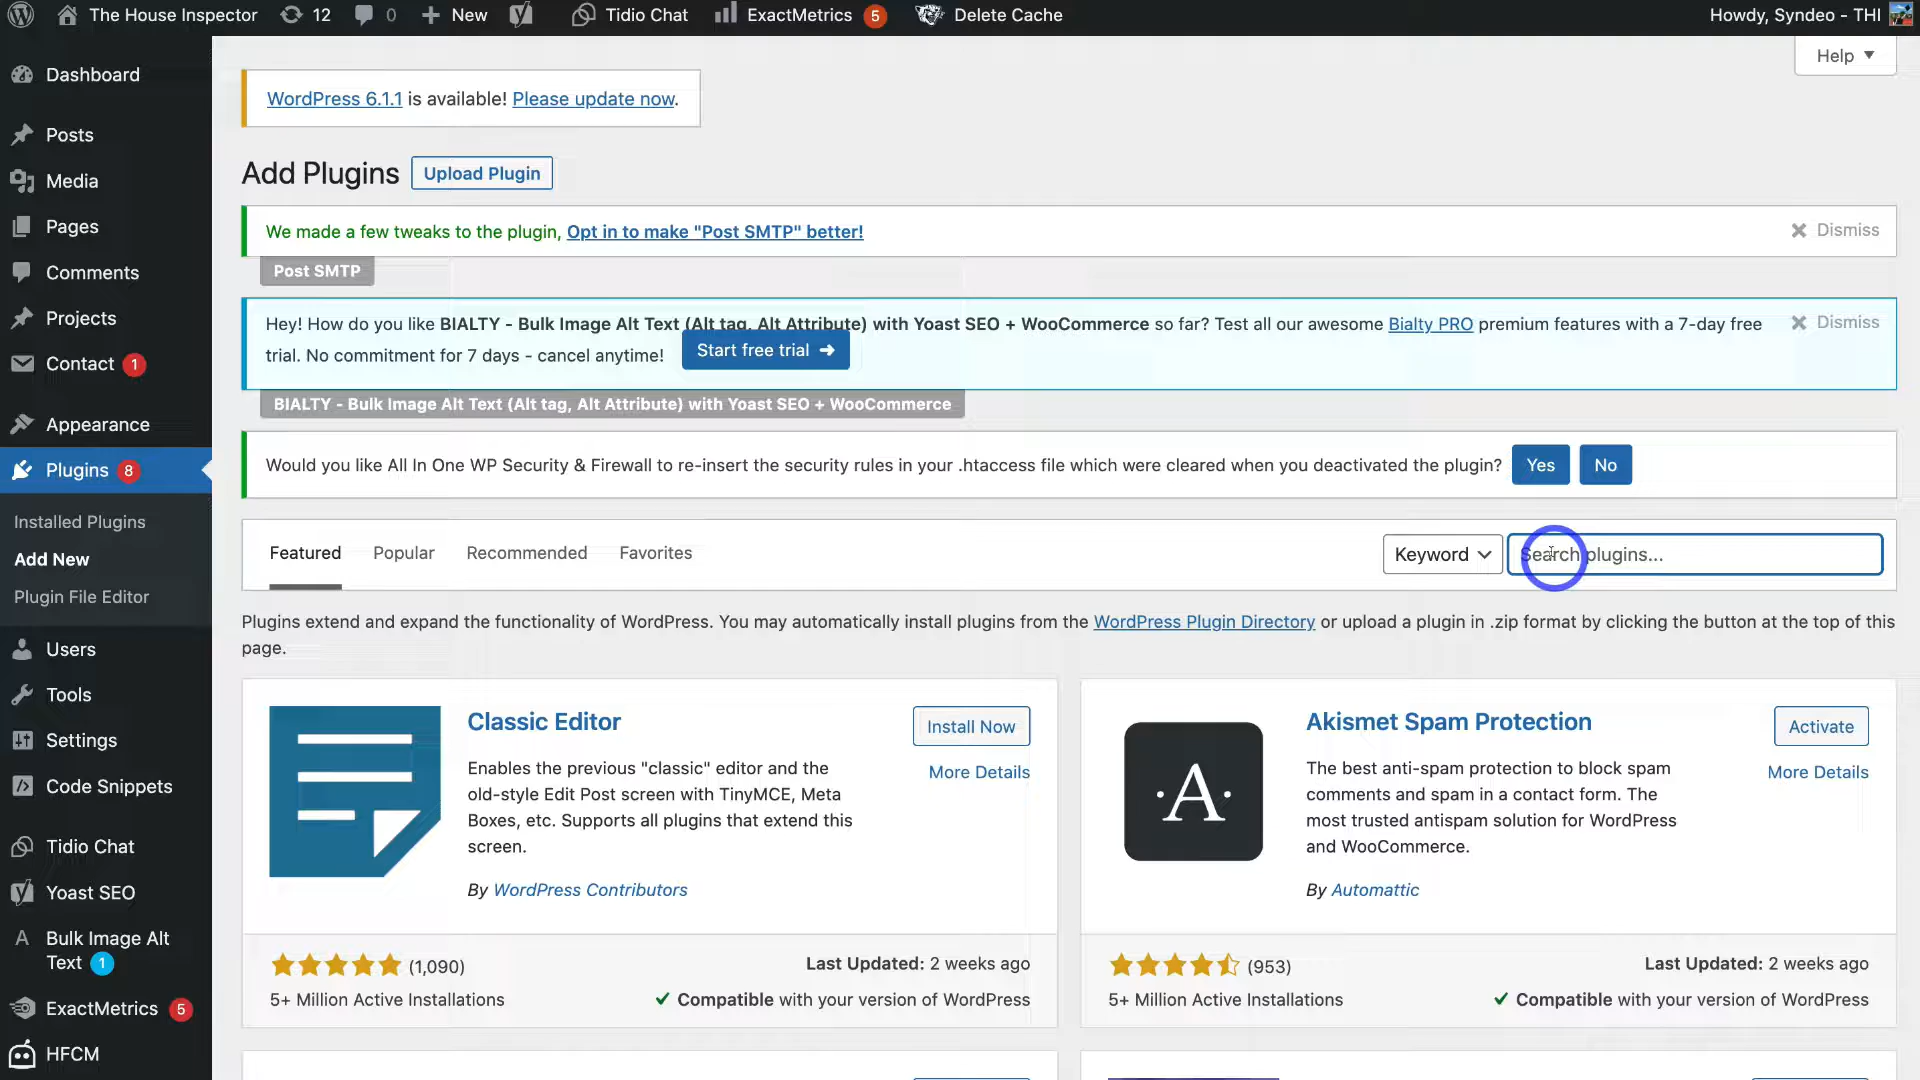 The House Inspector
12
0
New
Tidio Chat
ExactMetrics
5
Delete Cache
Howdy, Syndeo - THI
Help
Dashboard
Posts
Media
Pages
Comments
Projects
Contact
1
Appearance
Plugins
8
Installed Plugins
Add New
Plugin File Editor
Users
Tools
Settings
Code Snippets
Tidio Chat
Yoast SEO
Bulk Image Alt
Text
1
ExactMetrics
5
HFCM
WordPress 6.1.1 is available! Please update now.
Add Plugins
Upload Plugin
We made a few tweaks to the plugin, Opt in to make "Post SMTP" better!
Dismiss
Post SMTP
Hey! How do you like BIALTY - Bulk Image Alt Text (Alt tag, Alt Attribute) with Yoast SEO + WooCommerce so far? Test all our awesome Bialty PRO premium features with a 7-day free
Dismiss
trial. No commitment for 7 days - cancel anytime!
Start free trial ➜
BIALTY - Bulk Image Alt Text (Alt tag, Alt Attribute) with Yoast SEO + WooCommerce
Would you like All In One WP Security & Firewall to re-insert the security rules in your .htaccess file which were cleared when you deactivated the plugin?
Yes
No
Featured
Popular
Recommended
Favorites
Keyword
Search plugins...
Plugins extend and expand the functionality of WordPress. You may automatically install plugins from the WordPress Plugin Directory or upload a plugin in .zip format by clicking the button at the top of this
page.
Classic Editor
Install Now
More Details
Enables the previous "classic" editor and the
old-style Edit Post screen with TinyMCE, Meta
Boxes, etc. Supports all plugins that extend this
screen.
By WordPress Contributors
(1,090)
5+ Million Active Installations
Last Updated: 2 weeks ago
Compatible with your version of WordPress
·A·
Akismet Spam Protection
Activate
More Details
The best anti-spam protection to block spam
comments and spam in a contact form. The
most trusted antispam solution for WordPress
and WooCommerce.
By Automattic
(953)
5+ Million Active Installations
Last Updated: 2 weeks ago
Compatible with your version of WordPress